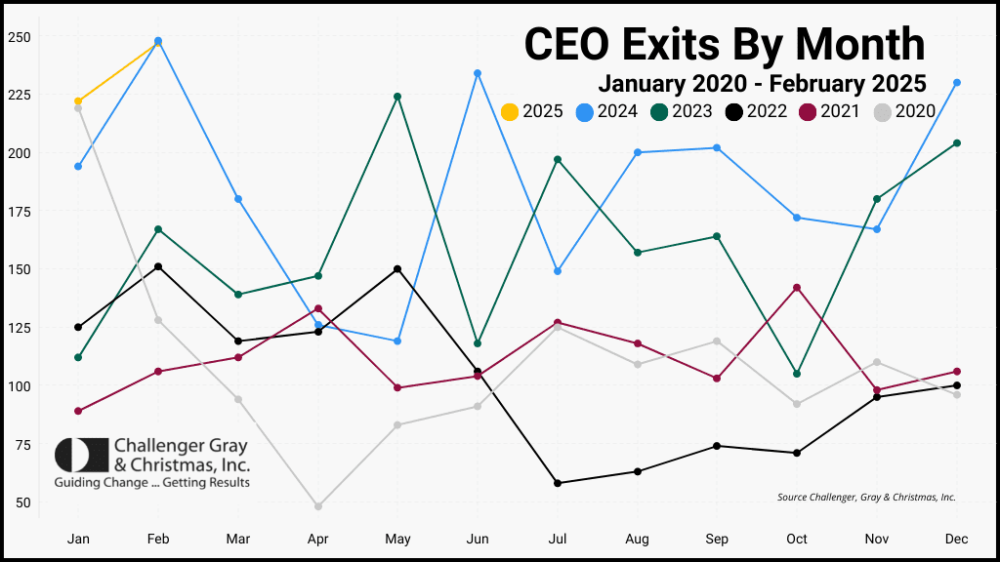 CEO Exits By Month
January 2020 - February 2025
2025 2024 2023 2022 2021 2020
250
225
200
175
150
125
100
75
50
Challenger Gray
& Christmas, Inc.
Guiding Change ... Getting Results
Source Challenger, Gray & Christmas, Inc.
Jan Feb Mar Apr May Jun Jul Aug Sep Oct Nov Dec